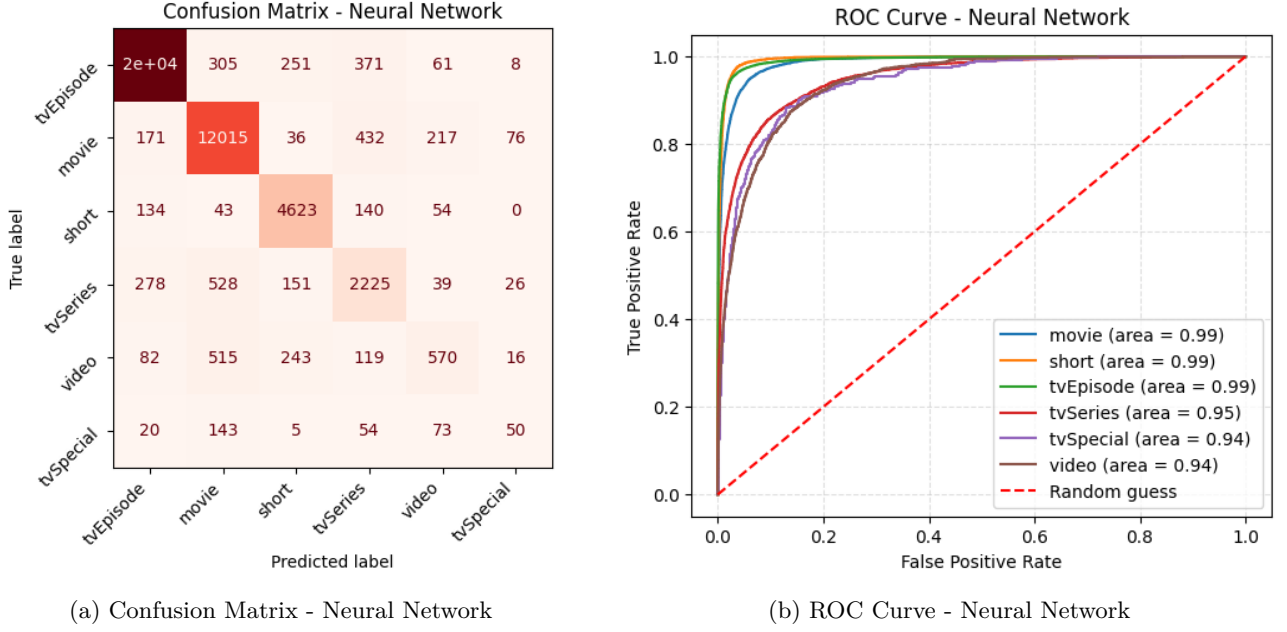 Confusion Matrix - Neural Network
True label
tvEpisode 2e+04 305 251 371 61 8
movie 171 12015 36 432 217 76
short 134 43 4623 140 54 0
tvSeries 278 528 151 2225 39 26
video 82 515 243 119 570 16
tvSpecial 20 143 5 54 73 50
tvEpisode movie short tvSeries video tvSpecial
Predicted label
(a) Confusion Matrix - Neural Network
ROC Curve - Neural Network
True Positive Rate
1.0
0.8
0.6
0.4
0.2
0.0
movie (area = 0.99)
short (area = 0.99)
tvEpisode (area = 0.99)
tvSeries (area = 0.95)
tvSpecial (area = 0.94)
video (area = 0.94)
Random guess
0.0 0.2 0.4 0.6 0.8 1.0
False Positive Rate
(b) ROC Curve - Neural Network